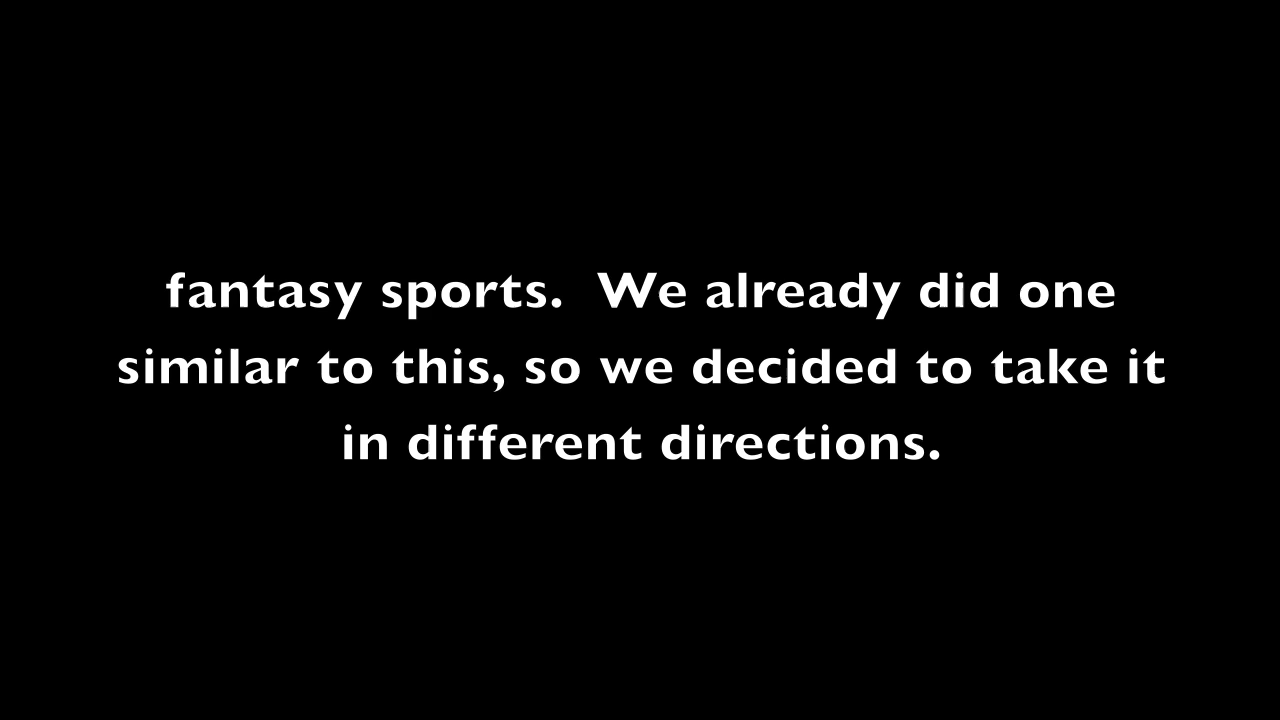 fantasy sports.  We already did one
similar to this, so we decided to take it
in different directions.